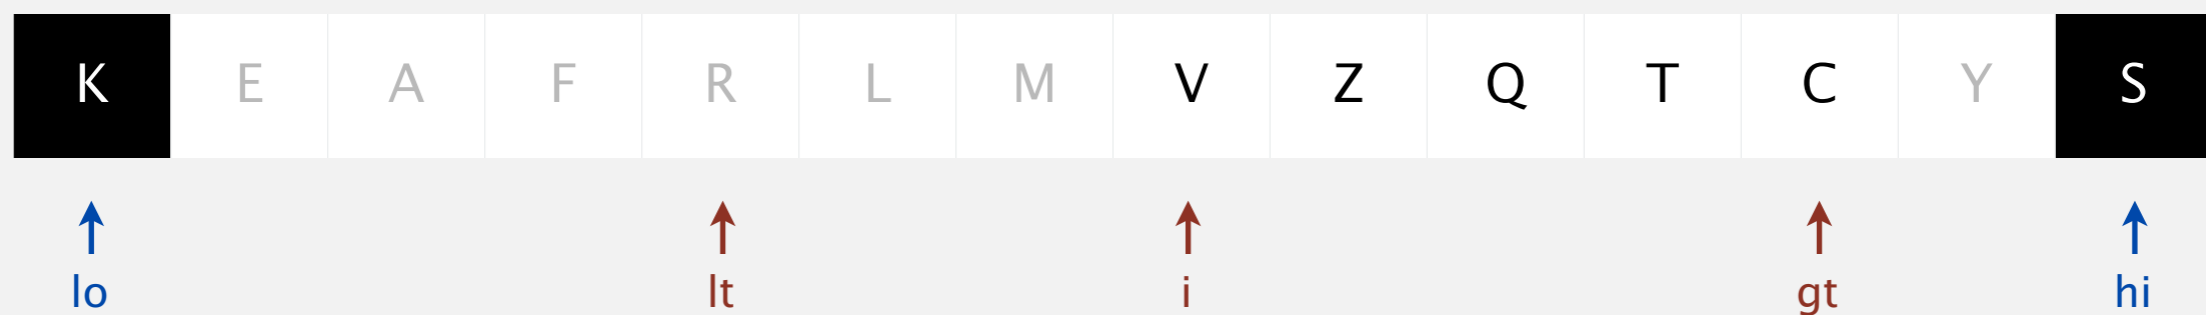 K E A F R L M V Z Q T C Y S
lo lt i gt hi